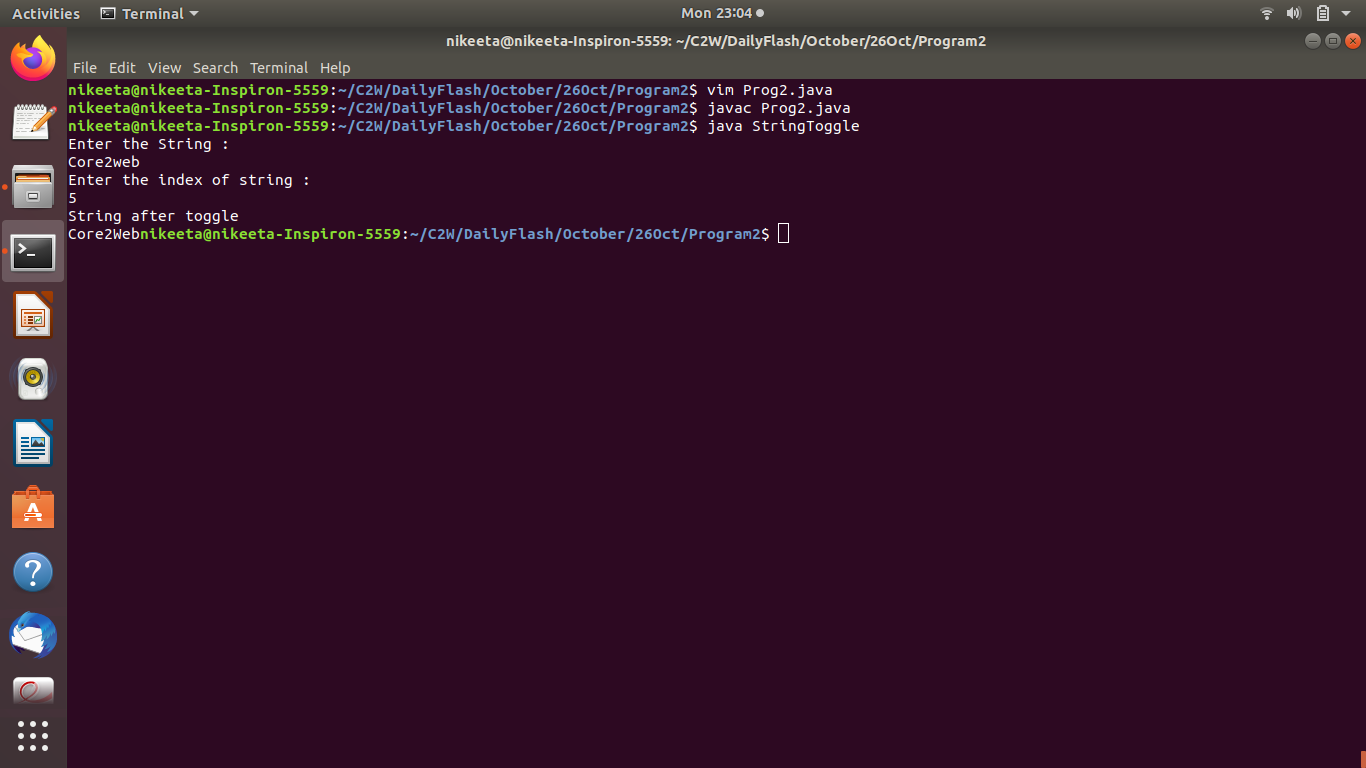 Activities Terminal Mon 23:04
nikeeta@nikeeta-Inspiron-5559: ~/C2W/DailyFlash/October/26Oct/Program2
File Edit View Search Terminal Help
nikeeta@nikeeta-Inspiron-5559:~/C2W/DailyFlash/October/26Oct/Program2$ vim Prog2.java
nikeeta@nikeeta-Inspiron-5559:~/C2W/DailyFlash/October/26Oct/Program2$ javac Prog2.java
nikeeta@nikeeta-Inspiron-5559:~/C2W/DailyFlash/October/26Oct/Program2$ java StringToggle
Enter the String :
Core2web
Enter the index of string :
5
String after toggle
Core2Webnikeeta@nikeeta-Inspiron-5559:~/C2W/DailyFlash/October/26Oct/Program2$